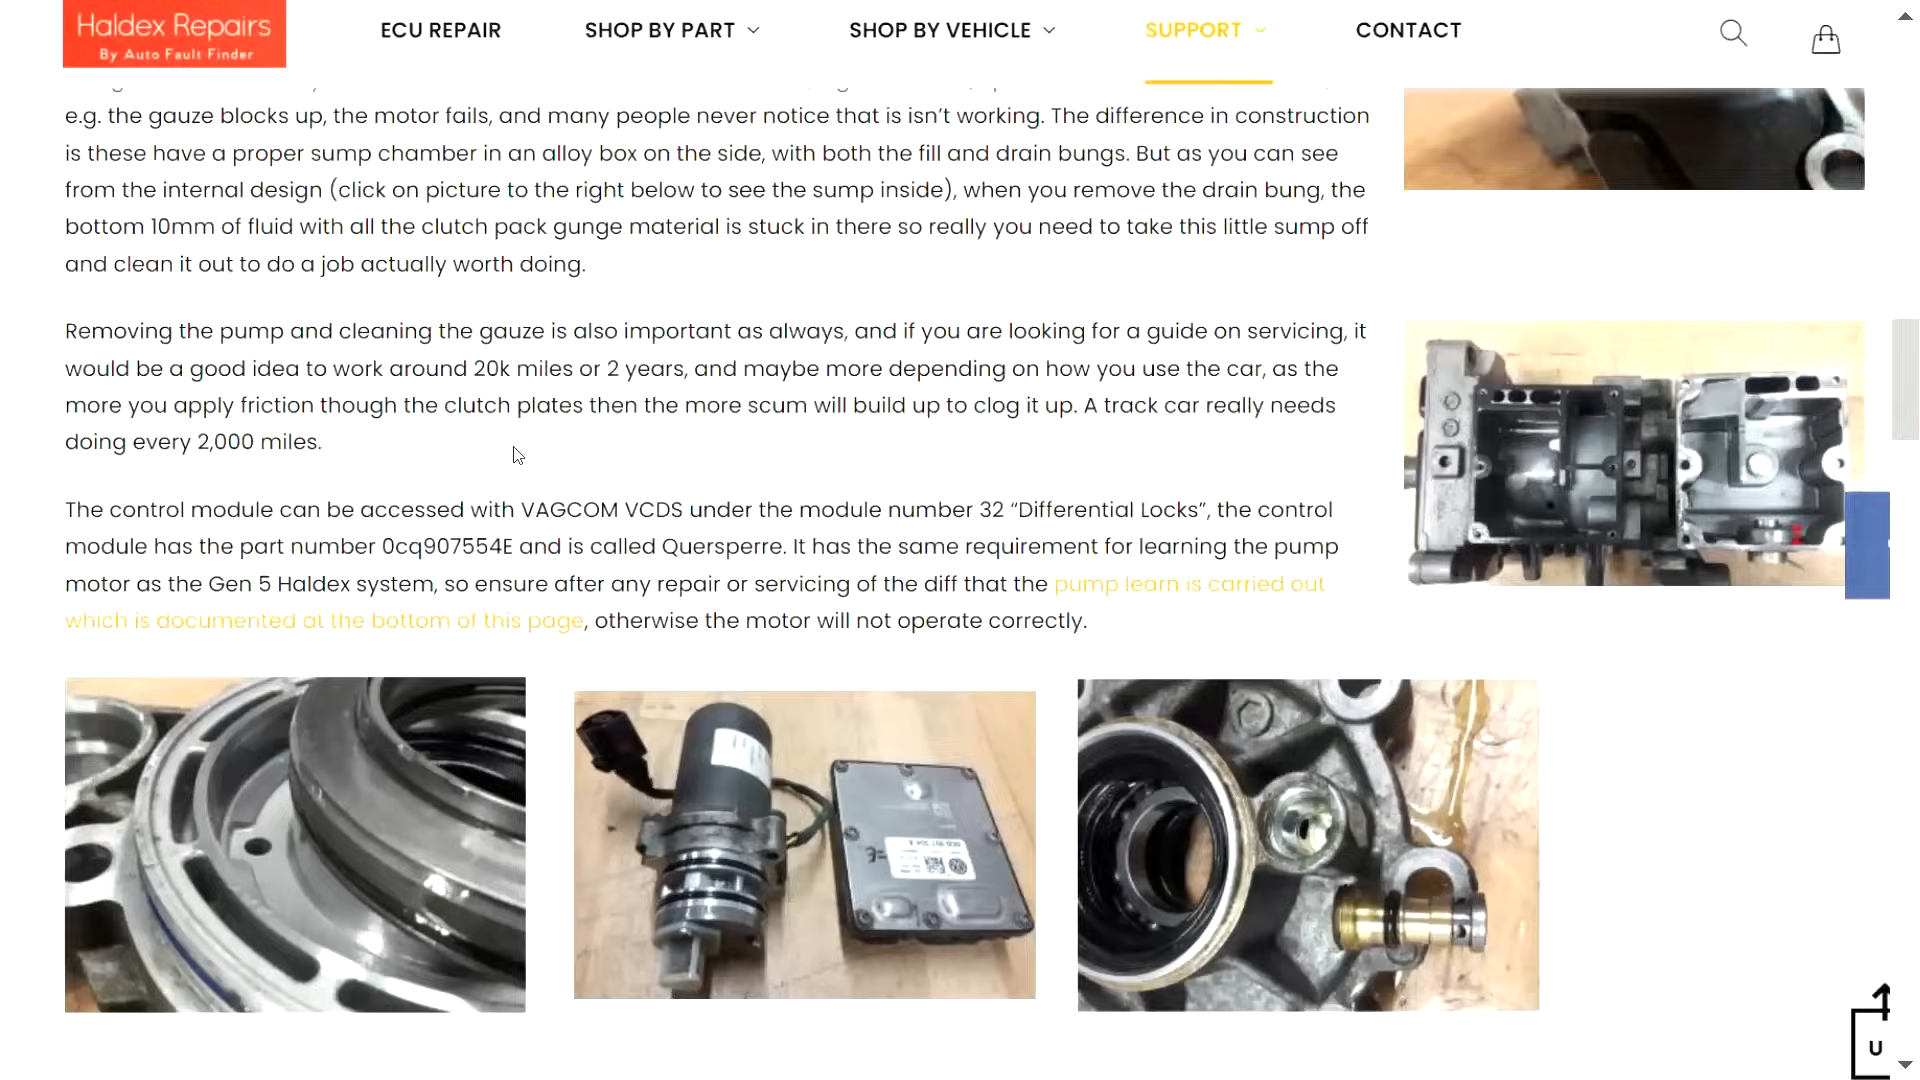 Haldex Repairs
By Auto Fault Finder
ECU REPAIR
SHOP BY PART
SHOP BY VEHICLE
SUPPORT
CONTACT
e.g. the gauze blocks up, the motor fails, and many people never notice that is isn’t working. The difference in construction
is these have a proper sump chamber in an alloy box on the side, with both the fill and drain bungs. But as you can see
from the internal design (click on picture to the right below to see the sump inside), when you remove the drain bung, the
bottom 10mm of fluid with all the clutch pack gunge material is stuck in there so really you need to take this little sump off
and clean it out to do a job actually worth doing.
Removing the pump and cleaning the gauze is also important as always, and if you are looking for a guide on servicing, it
would be a good idea to work around 20k miles or 2 years, and maybe more depending on how you use the car, as the
more you apply friction though the clutch plates then the more scum will build up to clog it up. A track car really needs
doing every 2,000 miles.
The control module can be accessed with VAGCOM VCDS under the module number 32 “Differential Locks”, the control
module has the part number 0cq907554E and is called Quersperre. It has the same requirement for learning the pump
motor as the Gen 5 Haldex system, so ensure after any repair or servicing of the diff that the pump learn is carried out
which is documented at the bottom of this page, otherwise the motor will not operate correctly.
U